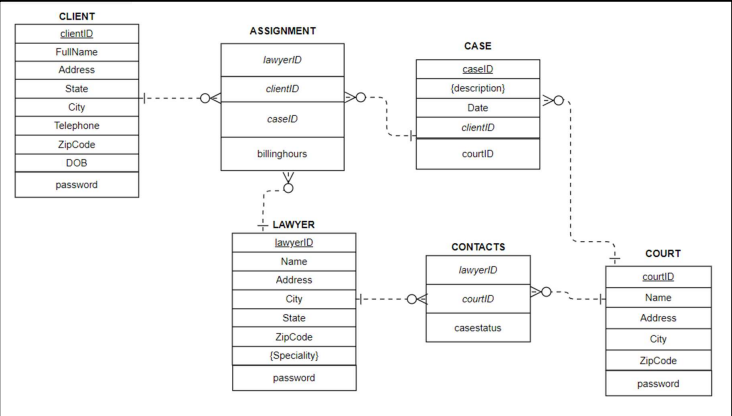 CLIENT
clientID
FullName
Address
State
City
Telephone
ZipCode
DOB
password
ASSIGNMENT
lawyerID
clientID
caseID
billinghours
CASE
caseID
{description}
Date
clientID
courtID
LAWYER
lawyerID
Name
Address
City
State
ZipCode
{Speciality}
password
CONTACTS
lawyerID
courtID
casestatus
COURT
courtID
Name
Address
City
ZipCode
password